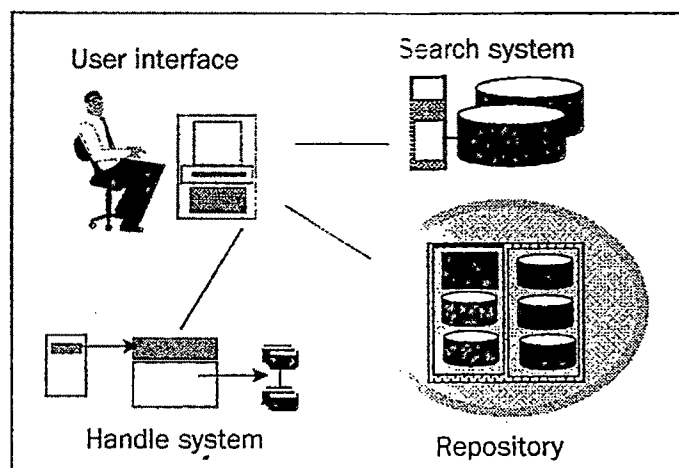 User interface
Search system
Handle system
Repository